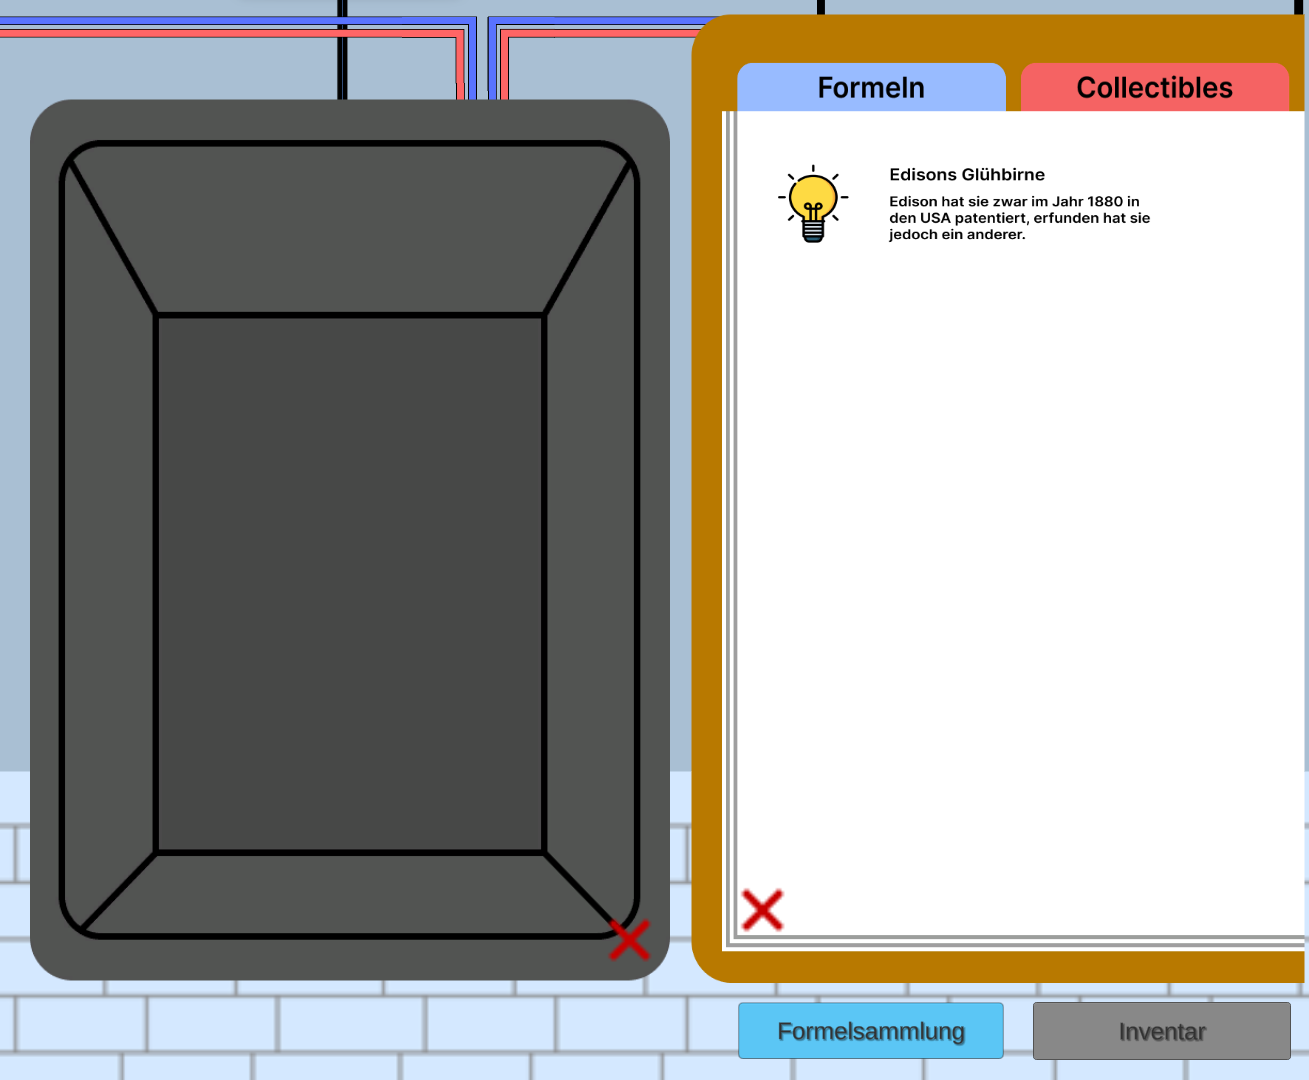 Formeln
Collectibles
Edisons Glühbirne
Edison hat sie zwar im Jahr 1880 in
den USA patentiert, erfunden hat sie
jedoch ein anderer.
Formelsammlung
Inventar